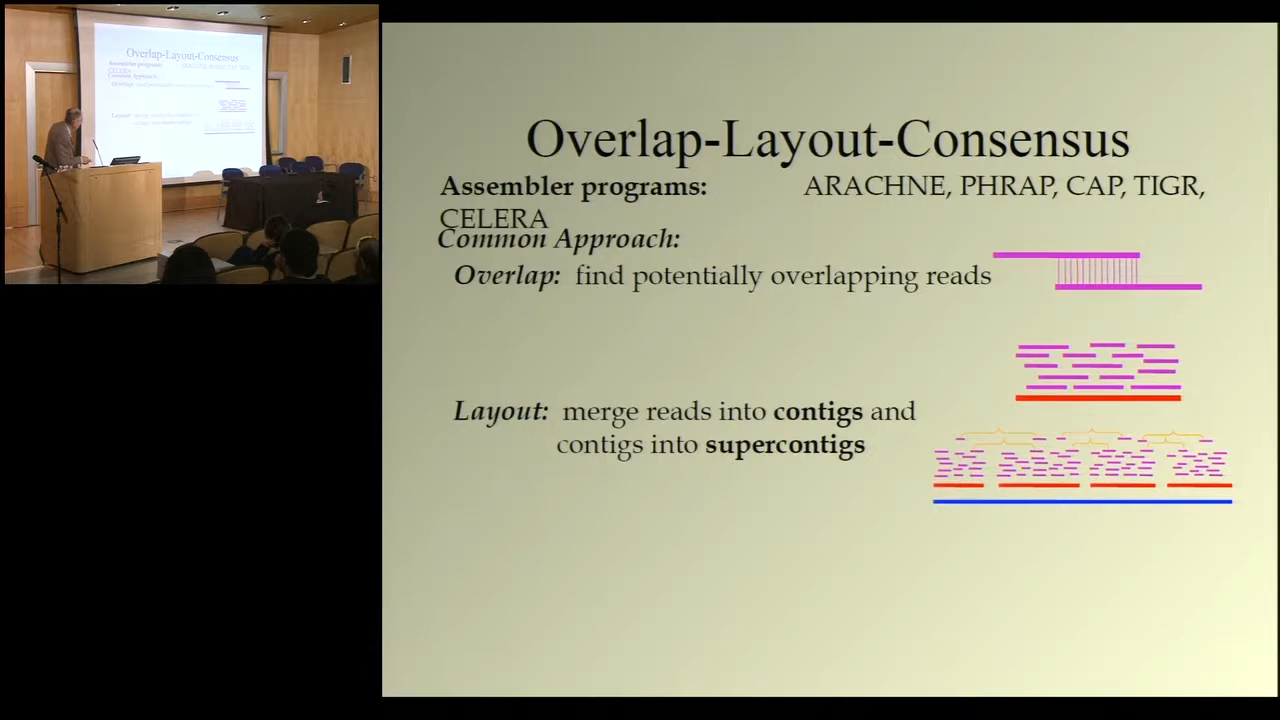 Overlap-Layout-Consensus
Assembler programs: ARACHNE, PHRAP, CAP, TIGR,
CELERA
Common Approach:
Overlap: find potentially overlapping reads
Layout: merge reads into contigs and
contigs into supercontigs